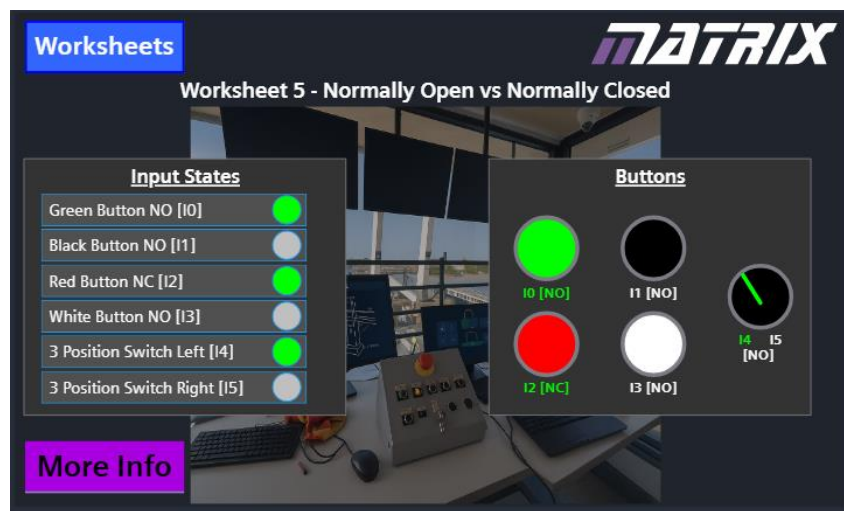 Worksheets
MATRIX
Worksheet 5 - Normally Open vs Normally Closed
Input States
Green Button NO [I0]
Black Button NO [I1]
Red Button NC [I2]
White Button NO [I3]
3 Position Switch Left [I4]
3 Position Switch Right [I5]
Buttons
I0 [NO]
I1 [NO]
I4 I5
[NO]
I2 [NC]
I3 [NO]
More Info